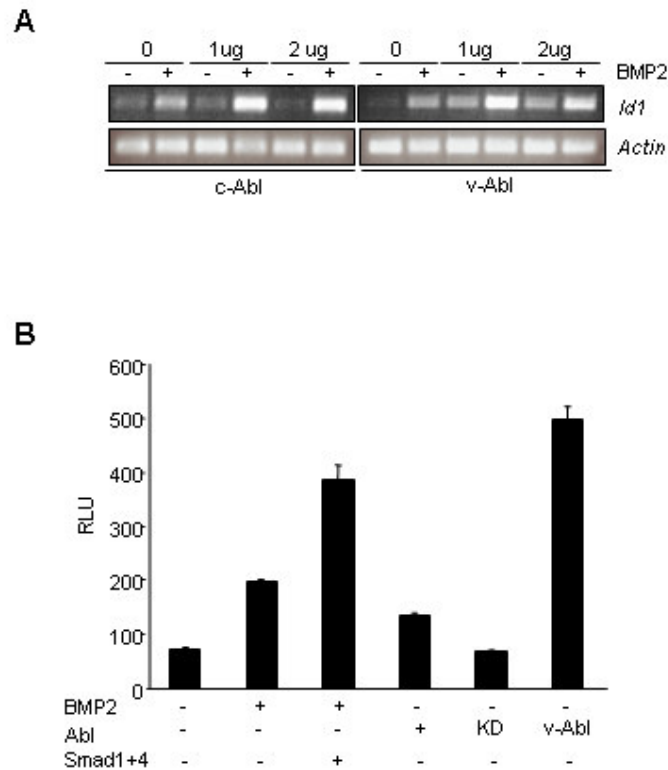 A
0 1ug 2 ug 0 1ug 2ug
- + - + - + - + - + - + BMP2
Id1
Actin
c-Abl v-Abl
B
600
500
400
300
200
100
0
RLU
BMP2 - + + - - -
Abl - - - + KD v-Abl
Smad1+4 - - + - - -